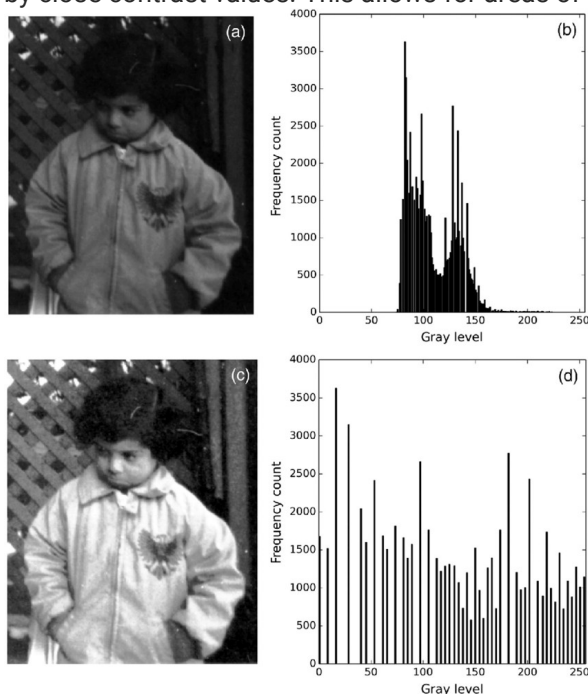 by close contrast values. This allows for areas of
(a)
(b)
4000
3500
3000
2500
2000
1500
1000
500
0
Frequency count
0 50 100 150 200 250
Gray level
(c)
(d)
4000
3500
3000
2500
2000
1500
1000
500
0
Frequency count
0 50 100 150 200 250
Gray level